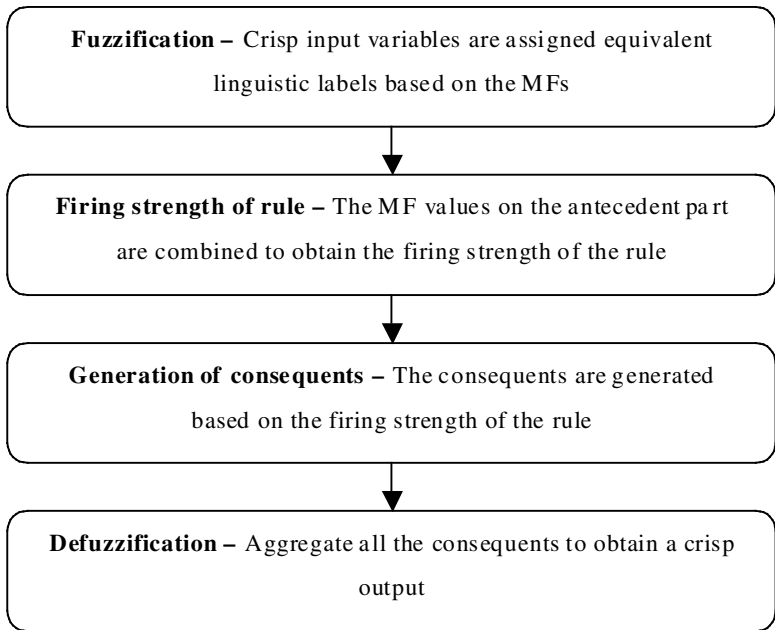 Fuzzification – Crisp input variables are assigned equivalent
linguistic labels based on the MFs
Firing strength of rule – The MF values on the antecedent part
are combined to obtain the firing strength of the rule
Generation of consequents – The consequents are generated
based on the firing strength of the rule
Defuzzification – Aggregate all the consequents to obtain a crisp
output